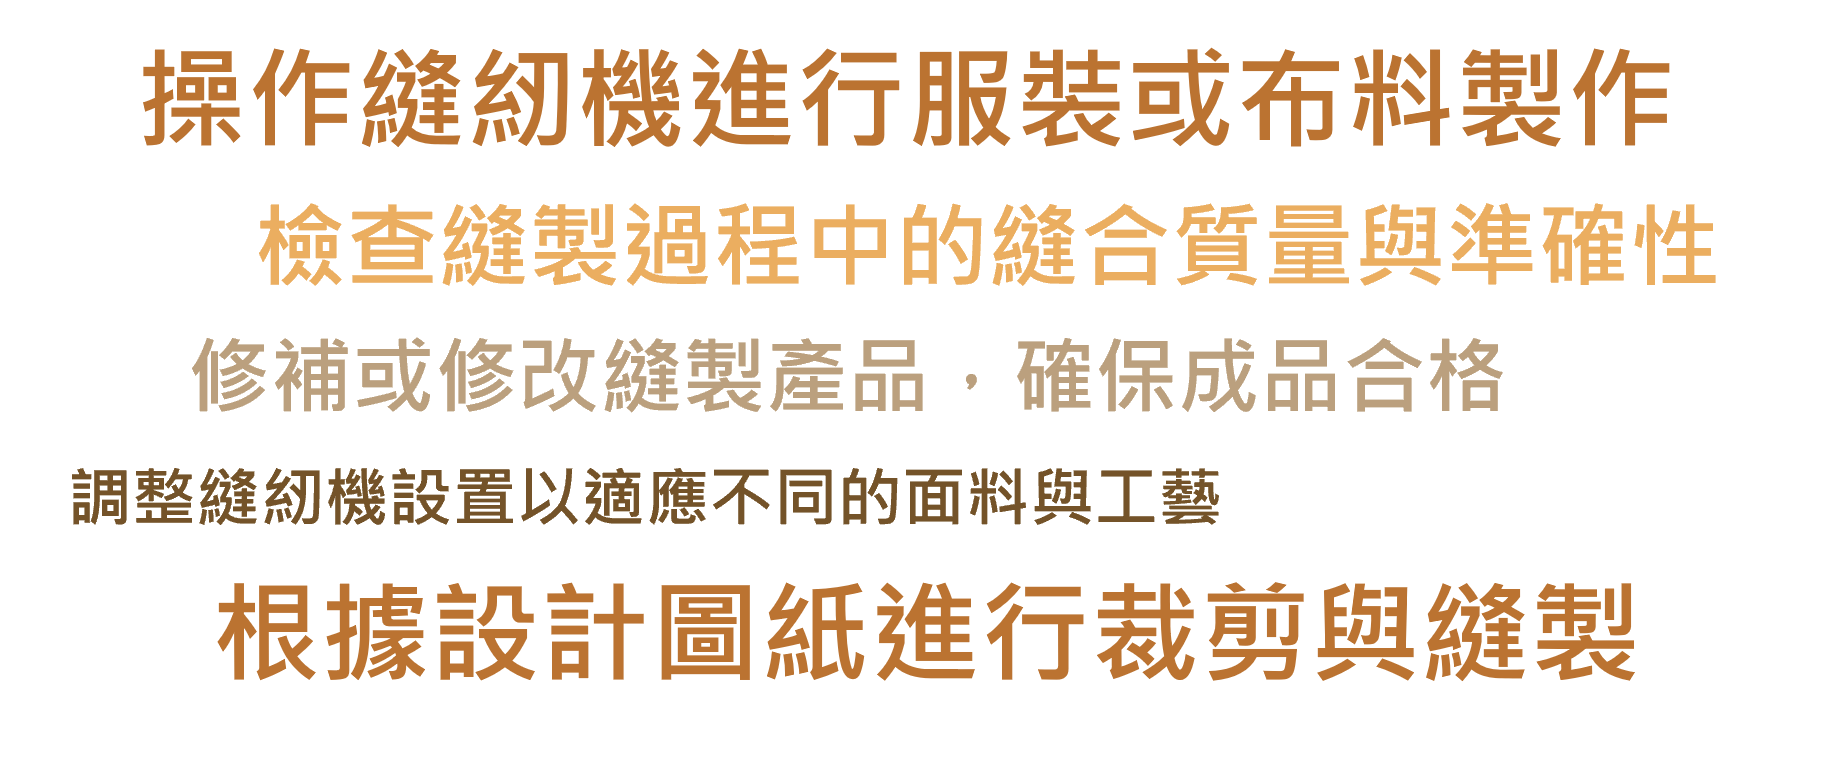 操作縫紉機進行服裝或布料製作
檢查縫製過程中的縫合質量與準確性
修補或修改縫製產品，確保成品合格
調整縫紉機設置以適應不同的面料與工藝
根據設計圖紙進行裁剪與縫製